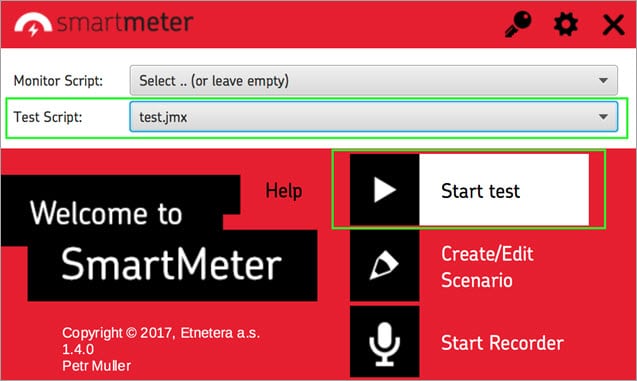 smartmeter
Monitor Script: Select .. (or leave empty)
Test Script: test.jmx
Help
Start test
Welcome to
SmartMeter
Create/Edit
Scenario
Copyright © 2017, Etnetera a.s.
1.4.0
Petr Muller
Start Recorder